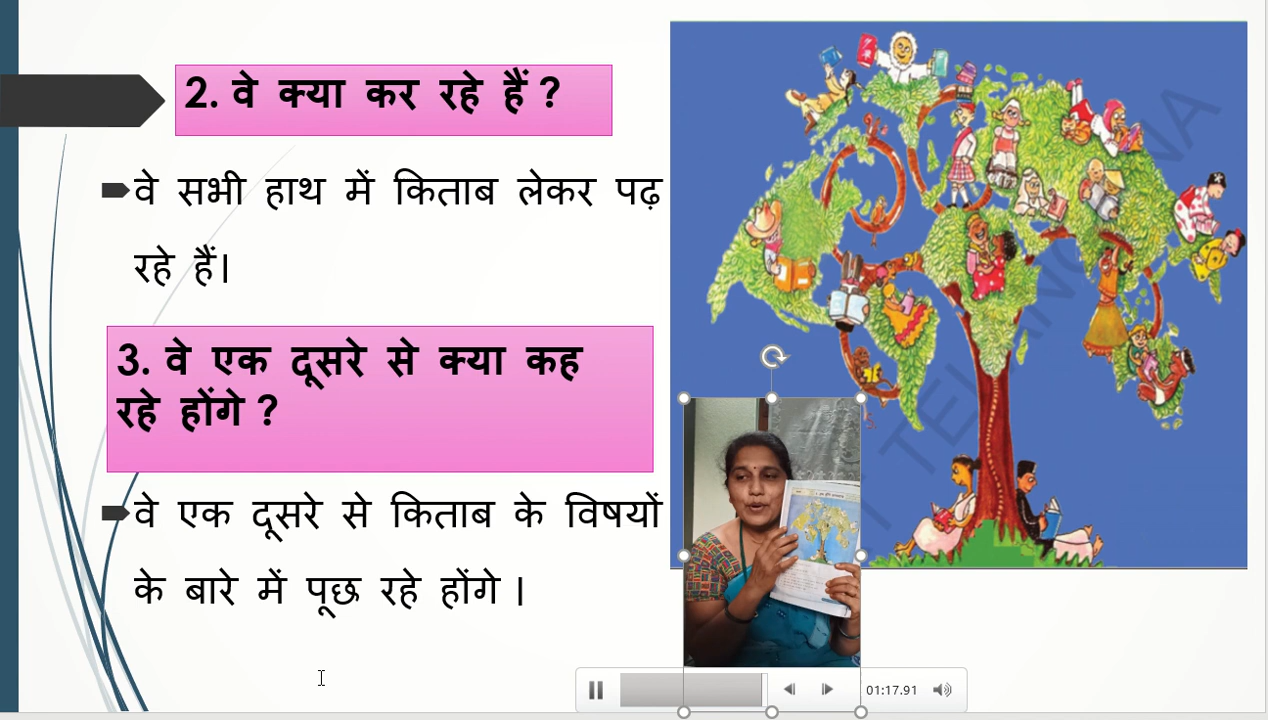 2. वे क्या कर रहे हैं ?
वे सभी हाथ में किताब लेकर पढ़
रहे हैं।
3. वे एक दूसरे से क्या कह
रहे होंगे ?
वे एक दूसरे से किताब के विषयों
के बारे में पूछ रहे होंगे ।
01:17.91